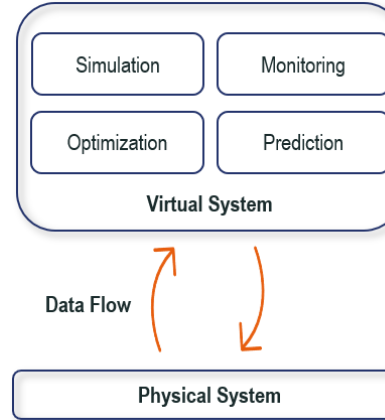 Simulation
Monitoring
Optimization
Prediction
Virtual System
Data Flow
Physical System